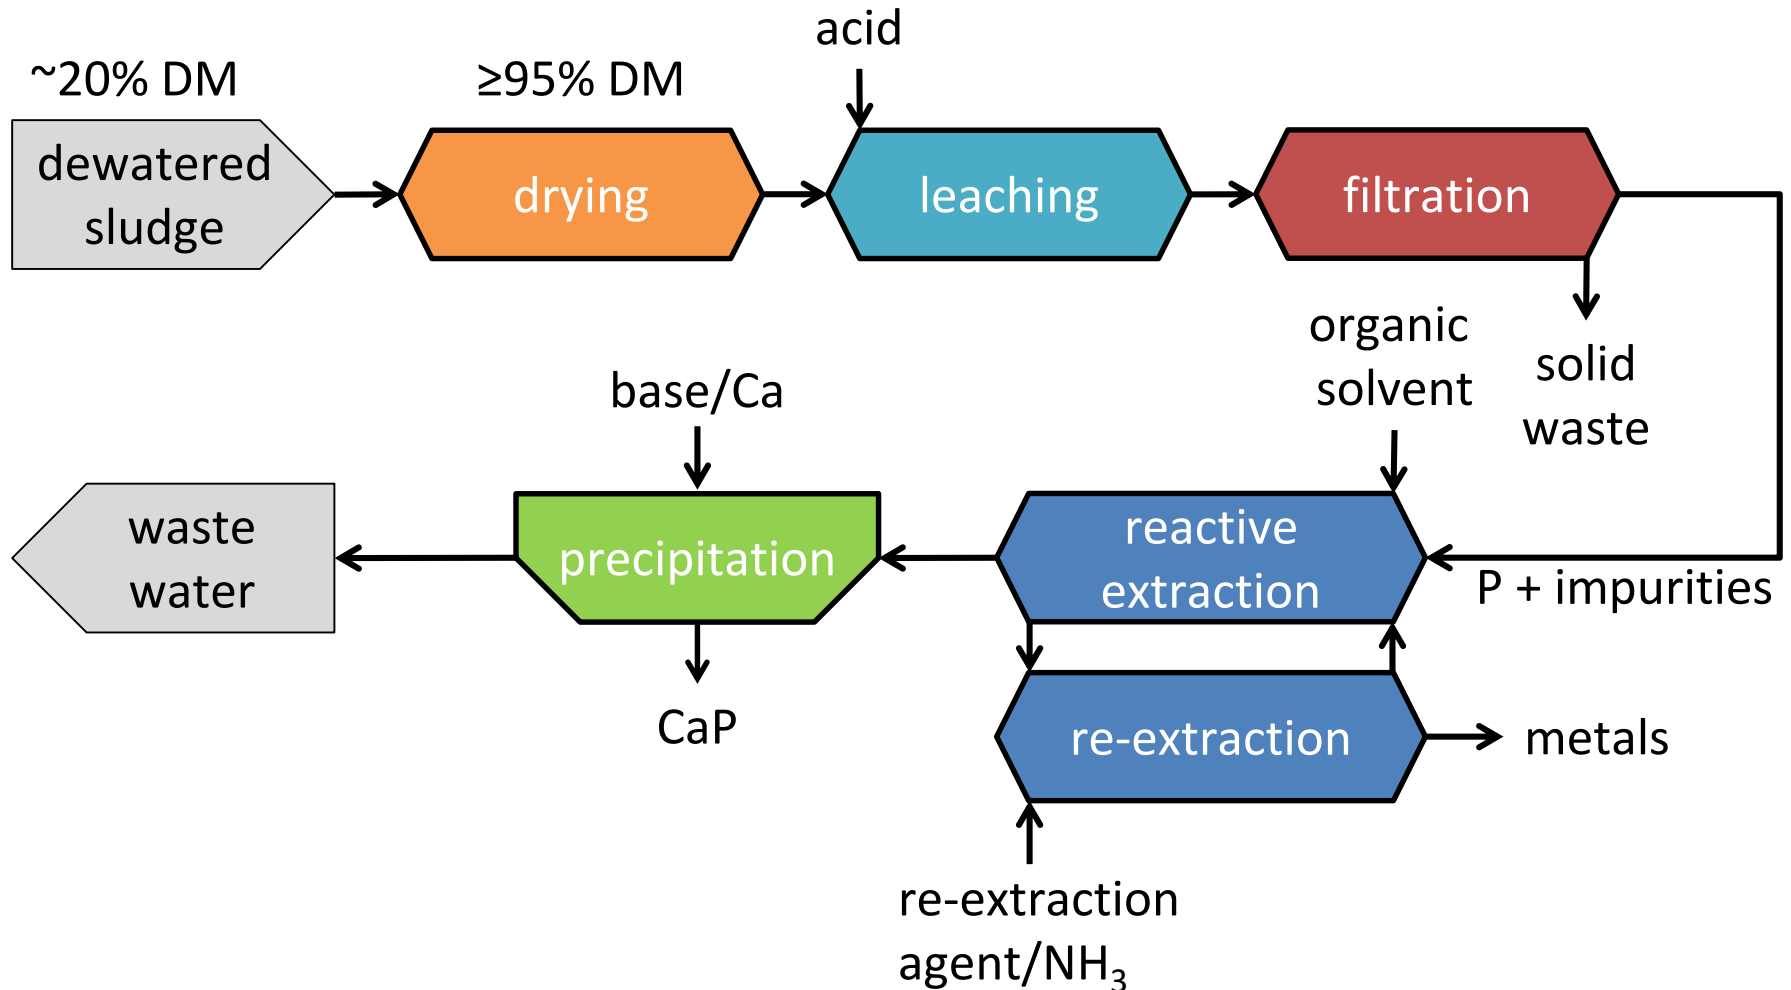 acid
~20% DM
≥95% DM
dewatered
sludge
drying
leaching
filtration
organic
solvent
solid
waste
base/Ca
waste
water
precipitation
reactive
extraction
P + impurities
CaP
re-extraction
metals
re-extraction
agent/NH₃